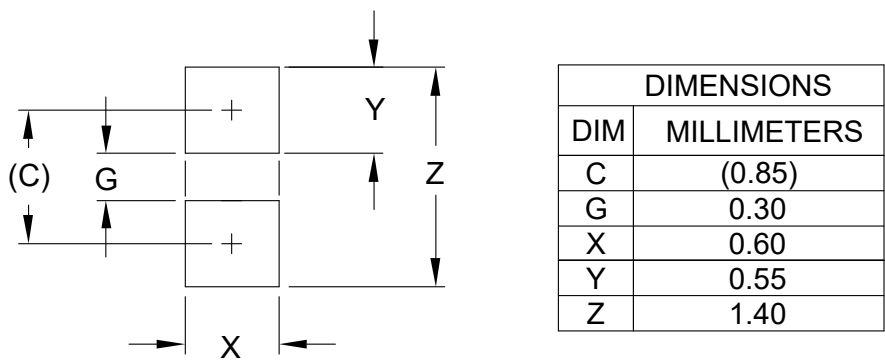 Y
(C)
G
Z
X
DIMENSIONS
DIM MILLIMETERS
C (0.85)
G 0.30
X 0.60
Y 0.55
Z 1.40